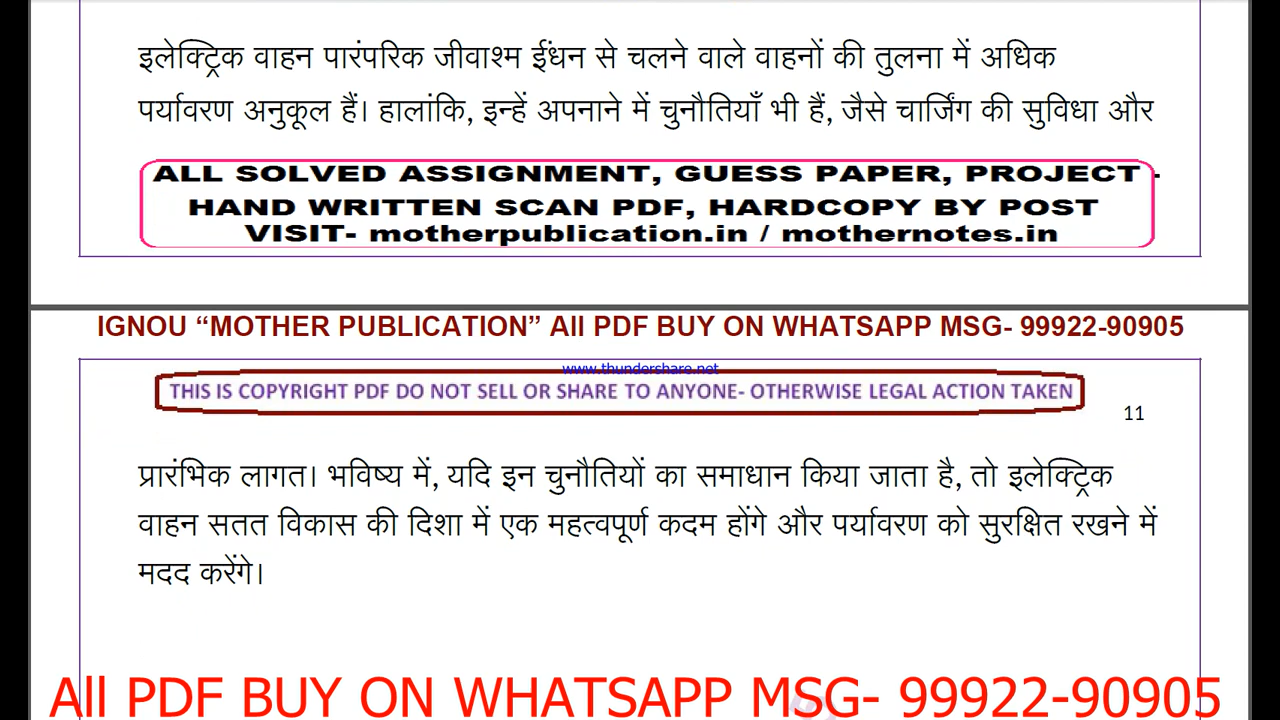 इलेक्ट्रिक वाहन पारंपरिक जीवाश्म ईंधन से चलने वाले वाहनों की तुलना में अधिक
पर्यावरण अनुकूल हैं। हालांकि, इन्हें अपनाने में चुनौतियाँ भी हैं, जैसे चार्जिंग की सुविधा और
ALL SOLVED ASSIGNMENT, GUESS PAPER, PROJECT -
HAND WRITTEN SCAN PDF, HARDCOPY BY POST
VISIT- motherpublication.in / mothernotes.in
IGNOU “MOTHER PUBLICATION” All PDF BUY ON WHATSAPP MSG- 99922-90905
www.thundershare.net
THIS IS COPYRIGHT PDF DO NOT SELL OR SHARE TO ANYONE- OTHERWISE LEGAL ACTION TAKEN
11
प्रारंभिक लागत। भविष्य में, यदि इन चुनौतियों का समाधान किया जाता है, तो इलेक्ट्रिक
वाहन सतत विकास की दिशा में एक महत्वपूर्ण कदम होंगे और पर्यावरण को सुरक्षित रखने में
मदद करेंगे।
All PDF BUY ON WHATSAPP MSG- 99922-90905